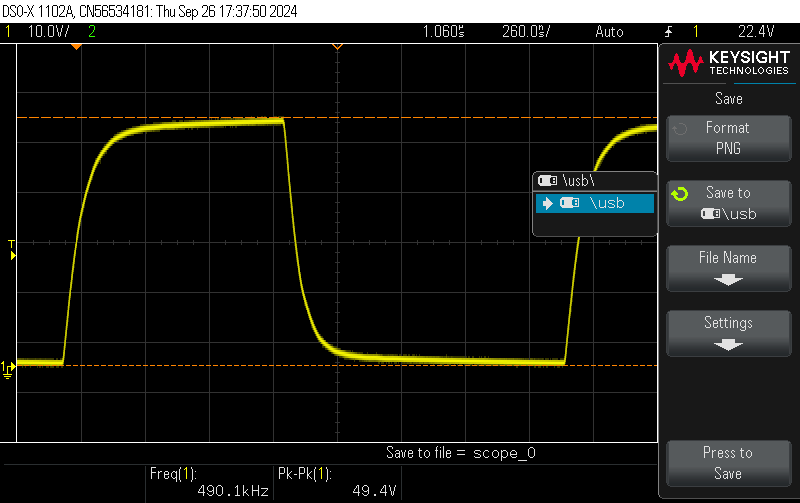 DSO-X 1102A, CN56534181: Thu Sep 26 17:37:50 2024
1 10.0V/ 2 1.060s 260.0s/ Auto 1 22.4V
KEYSIGHT
TECHNOLOGIES
Save
Format
PNG
\usb\
Save to
\usb
\usb
T
File Name
Settings
1
Save to file = scope_0
Press to
Save
Freq(1):
490.1kHz
Pk-Pk(1):
49.4V